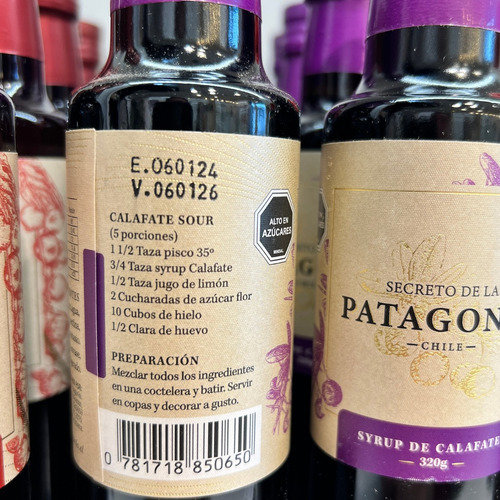 E.060124
V.060126
CALAFATE SOUR
(5 porciones)
1 1/2 Taza pisco 35º
3/4 Taza syrup Calafate
1/2 Taza jugo de limón
2 Cucharadas de azúcar flor
10 Cubos de hielo
1/2 Clara de huevo
PREPARACIÓN
Mezclar todos los ingredientes
en una coctelera y batir. Servir
en copas y decorar a gusto.
0 781718 850650
ALTO EN
AZÚCARES
MINSAL
SECRETO DE LA
PATAGON
CHILE
SYRUP DE CALAFATE
320g